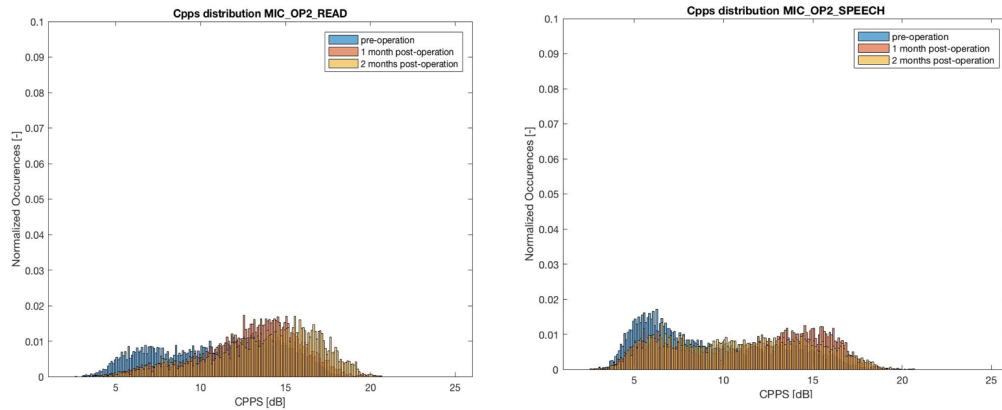 Cpps distribution MIC_OP2_READ
0.1
0.09
0.08
0.07
0.06
0.05
0.04
0.03
0.02
0.01
0
Normalized Occurences [-]
pre-operation
1 month post-operation
2 months post-operation
5
10
15
20
25
CPPS [dB]
Cpps distribution MIC_OP2_SPEECH
0.1
0.09
0.08
0.07
0.06
0.05
0.04
0.03
0.02
0.01
0
Normalized Occurences [-]
pre-operation
1 month post-operation
2 months post-operation
5
10
15
20
25
CPPS [dB]